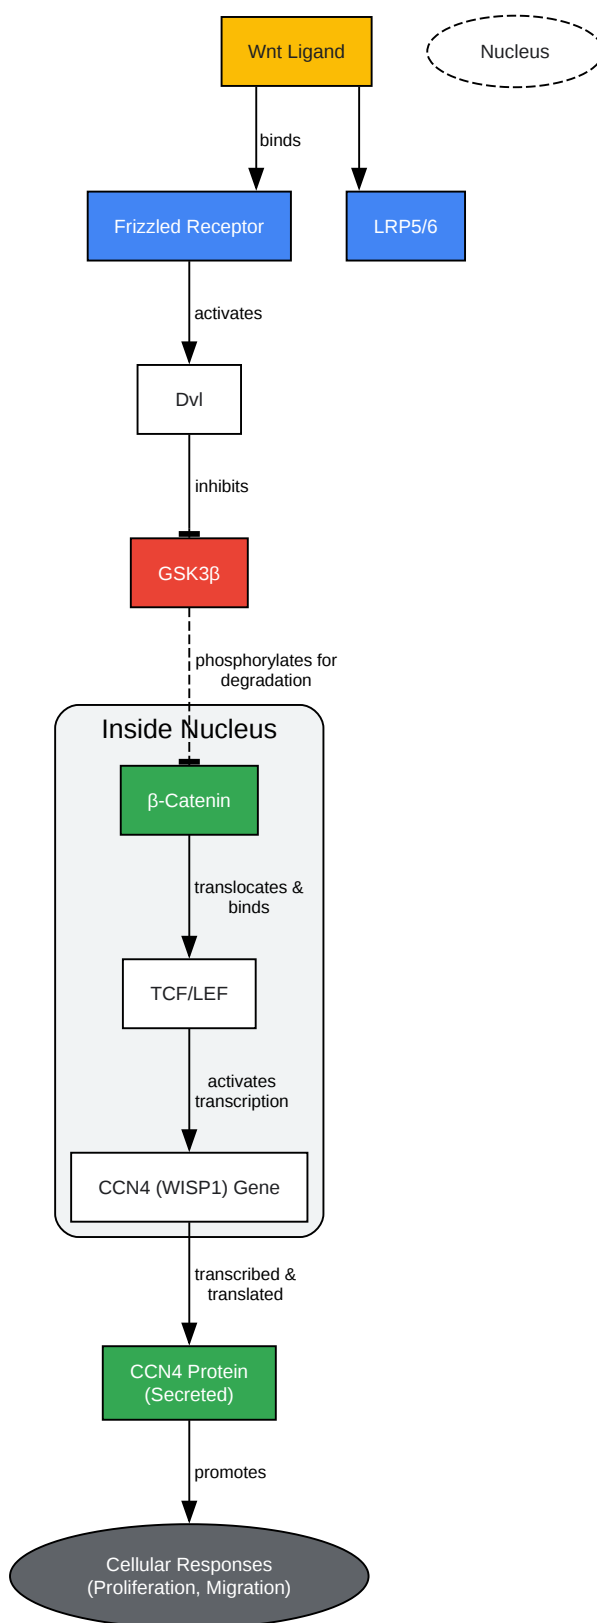 Wnt Ligand
Nucleus
binds
Frizzled Receptor
LRP5/6
activates
Dvl
inhibits
GSK3β
phosphorylates for
degradation
Inside Nucleus
β-Catenin
translocates &
binds
TCF/LEF
activates
transcription
CCN4 (WISP1) Gene
transcribed &
translated
CCN4 Protein
(Secreted)
promotes
Cellular Responses
(Proliferation, Migration)